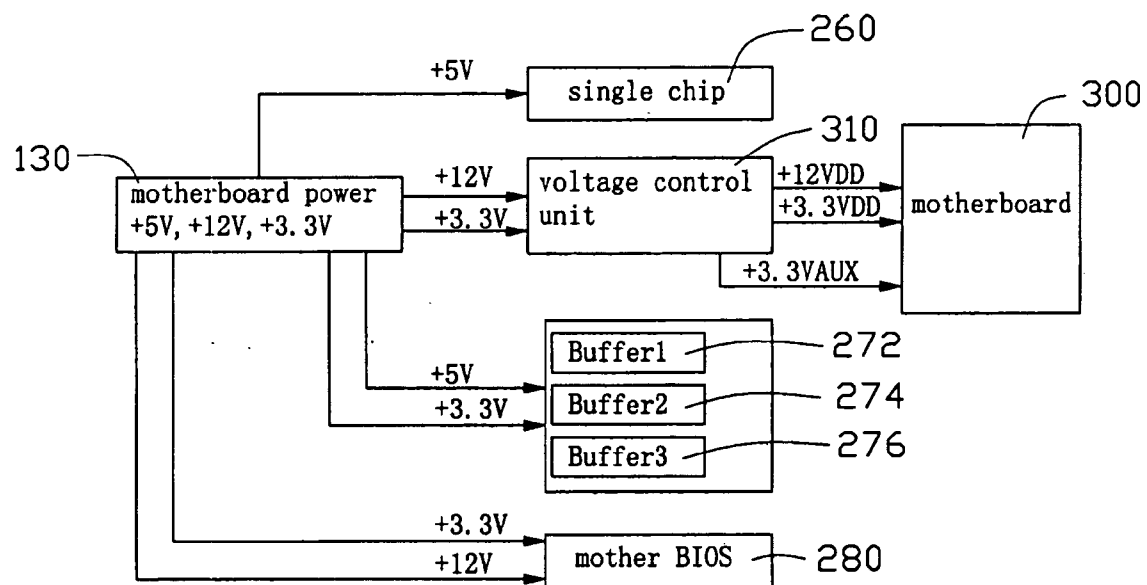 260
+5V
single chip
300
130
310
motherboard power
+5V, +12V, +3.3V
+12V
+3.3V
voltage control
unit
+12VDD
+3.3VDD
+3.3VAUX
motherboard
Buffer1
272
+5V
+3.3V
Buffer2
274
Buffer3
276
+3.3V
+12V
mother BIOS
280